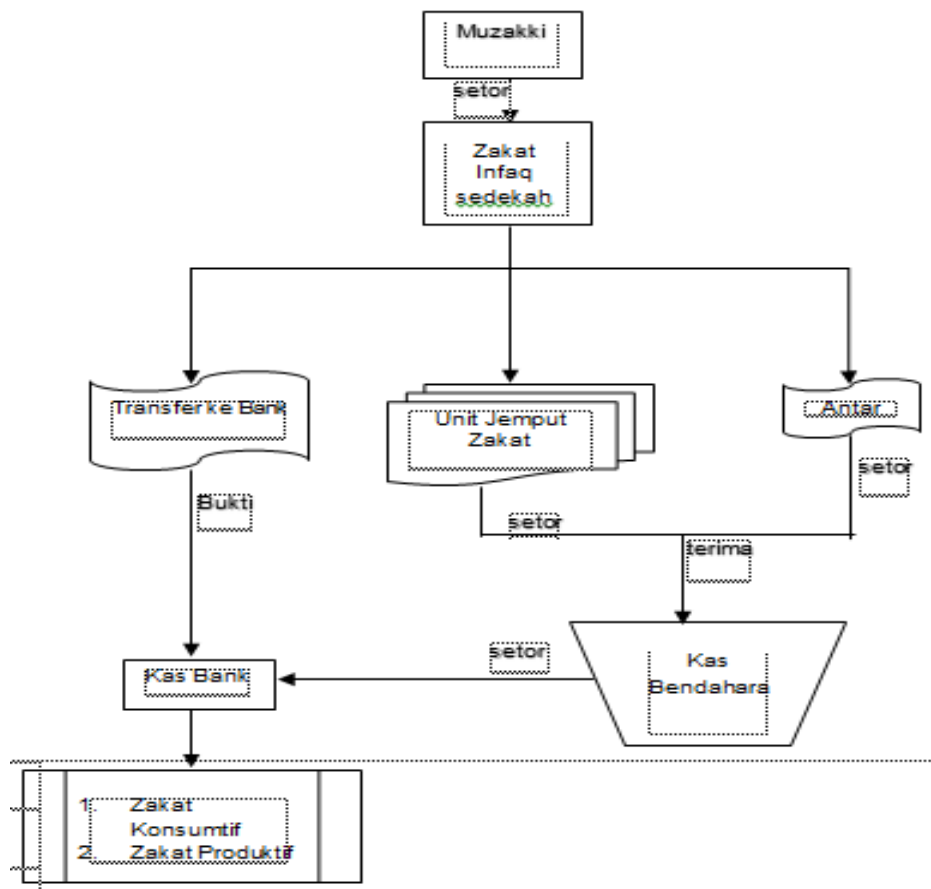 Muzakki
setor
Zakat
Infaq
sedekah
Transfer ke Bank
Unit Jemput
Zakat
Antar
Bukti
setor
setor
terima
Kas Bank
setor
Kas
Bendahara
1. Zakat
Konsumtif
2. Zakat Produktif